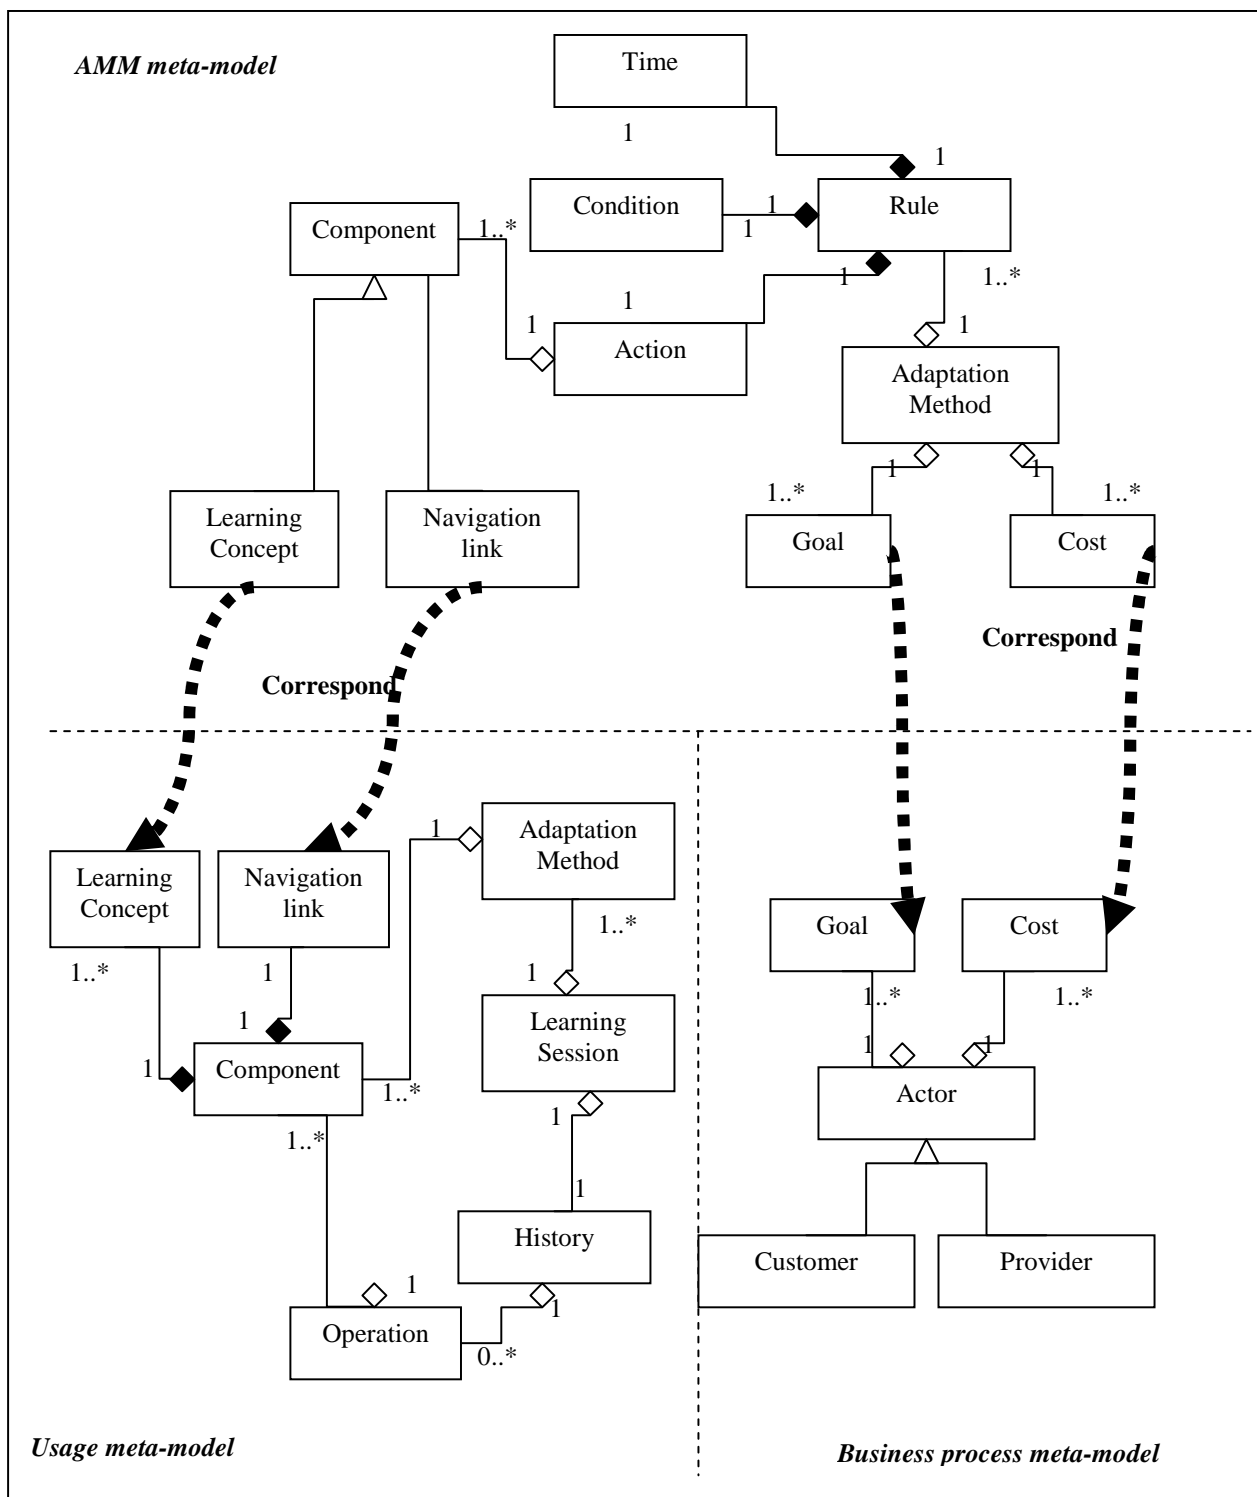 AMM meta-model
Time
1
1
Condition
1
1
Rule
Component
1..*
1
1..*
1
1
1
Action
Adaptation
Method
1
1
1..*
1..*
Learning
Concept
Navigation
link
Goal
Cost
Correspond
Correspond
1
Adaptation
Method
Learning
Concept
Navigation
link
1..*
Goal
Cost
1..*
1
1
1..*
1..*
1
Learning
Session
1
1
1
Component
1..*
1..*
1
Actor
1
History
Customer
Provider
1
1
Operation
0..*
Usage meta-model
Business process meta-model